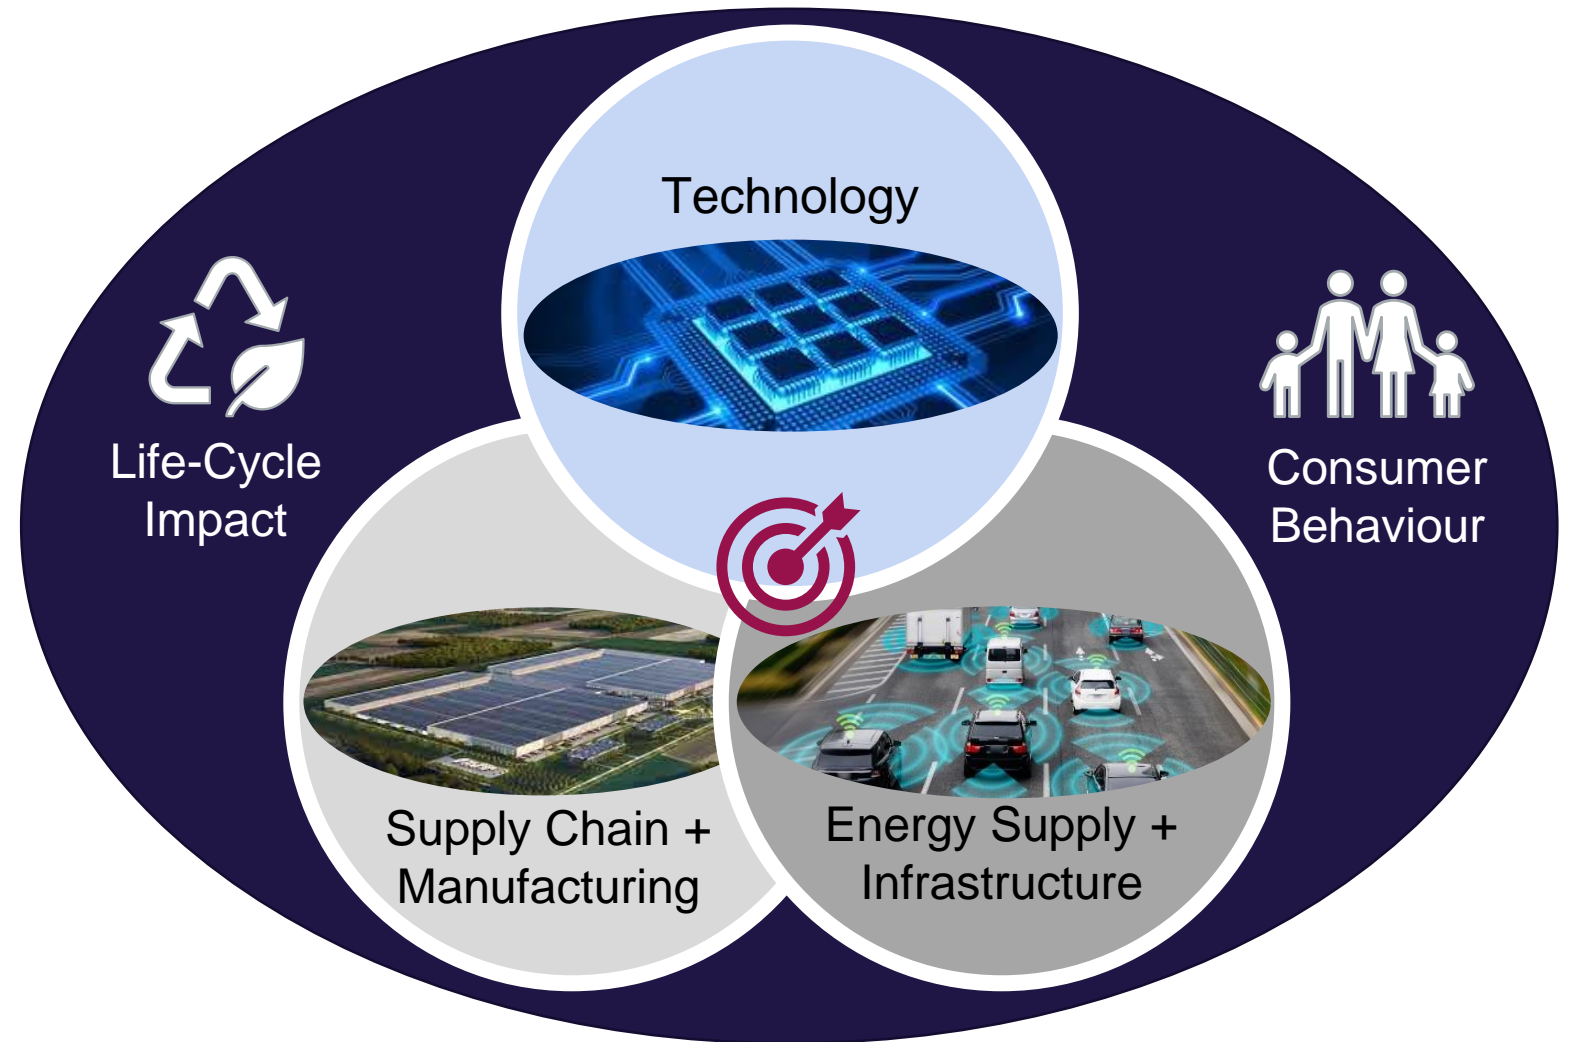 Technology
Life-Cycle
Impact
Consumer
Behaviour
Supply Chain +
Manufacturing
Energy Supply +
Infrastructure